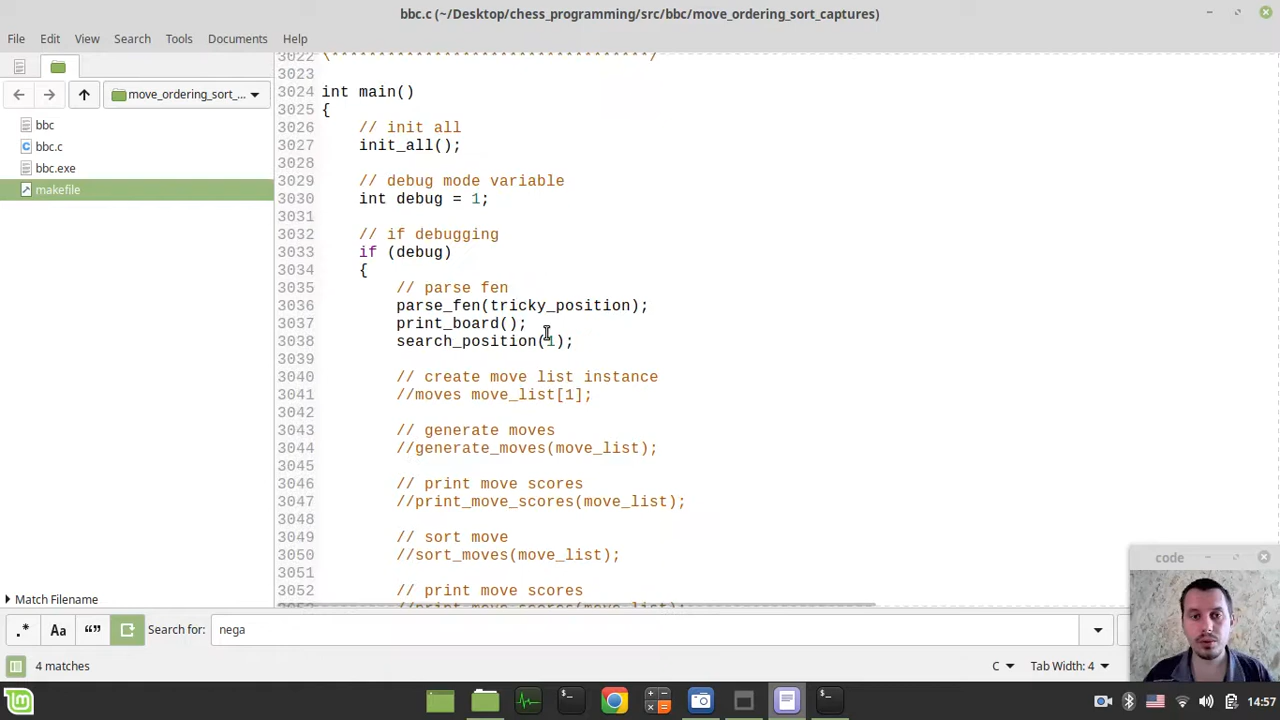 bbc.c (~/Desktop/chess_programming/src/bbc/move_ordering_sort_captures)
File Edit View Search Tools Documents Help
move_ordering_sort_...
bbc
bbc.c
bbc.exe
makefile
3022 \*********************************/
3023
3024 int main()
3025 {
3026 // init all
3027 init_all();
3028
3029 // debug mode variable
3030 int debug = 1;
3031
3032 // if debugging
3033 if (debug)
3034 {
3035 // parse fen
3036 parse_fen(tricky_position);
3037 print_board();
3038 search_position(1);
3039
3040 // create move list instance
3041 //moves move_list[1];
3042
3043 // generate moves
3044 //generate_moves(move_list);
3045
3046 // print move scores
3047 //print_move_scores(move_list);
3048
3049 // sort move
3050 //sort_moves(move_list);
3051
3052 // print move scores
3053 //print_move_scores(move_list);
Match Filename
code
.* Aa “” Search for: nega
4 matches
C Tab Width: 4
14:57